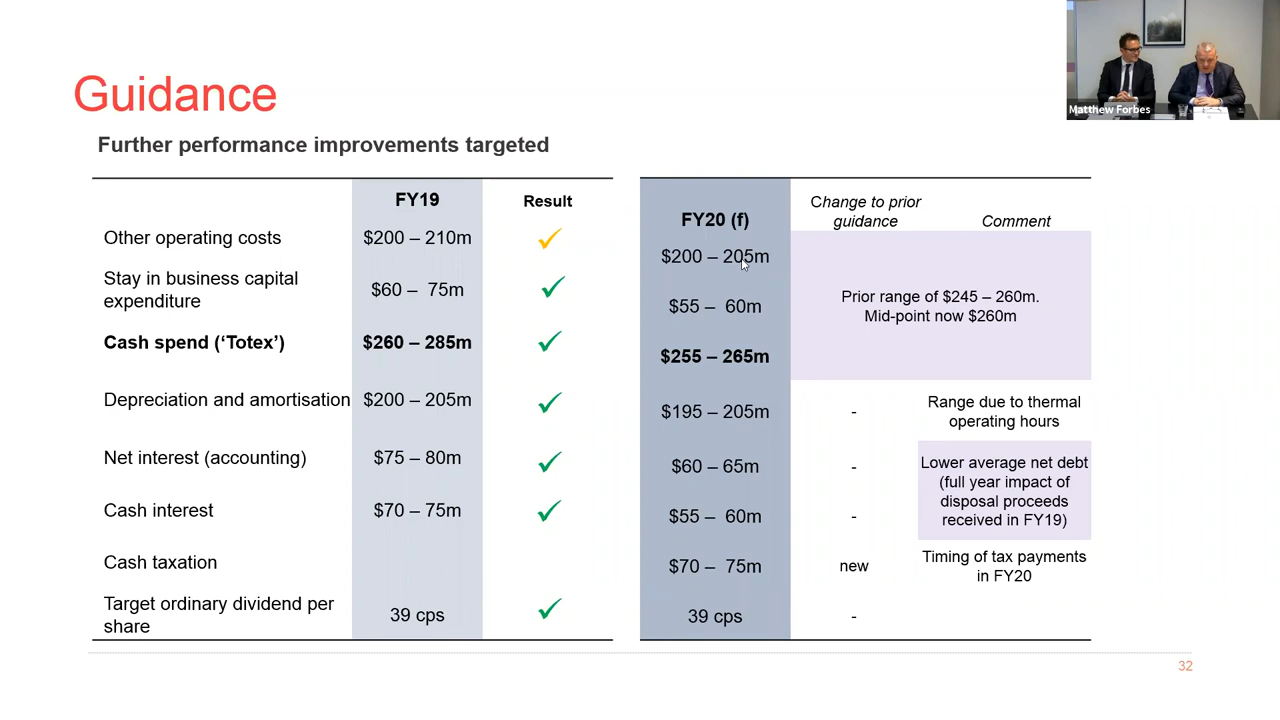 Guidance
Further performance improvements targeted
FY19
Result
Other operating costs
$200 – 210m
Stay in business capital
expenditure
$60 – 75m
Cash spend (‘Totex’)
$260 – 285m
Depreciation and amortisation
$200 – 205m
Net interest (accounting)
$75 – 80m
Cash interest
$70 – 75m
Cash taxation
Target ordinary dividend per
share
39 cps
FY20 (f)
Change to prior
guidance
Comment
$200 – 205m
$55 – 60m
$255 – 265m
Prior range of $245 – 260m.
Mid-point now $260m
$195 – 205m
-
Range due to thermal
operating hours
$60 – 65m
-
Lower average net debt
(full year impact of
disposal proceeds
received in FY19)
$55 – 60m
-
$70 – 75m
new
Timing of tax payments
in FY20
39 cps
-
32
Matthew Forbes